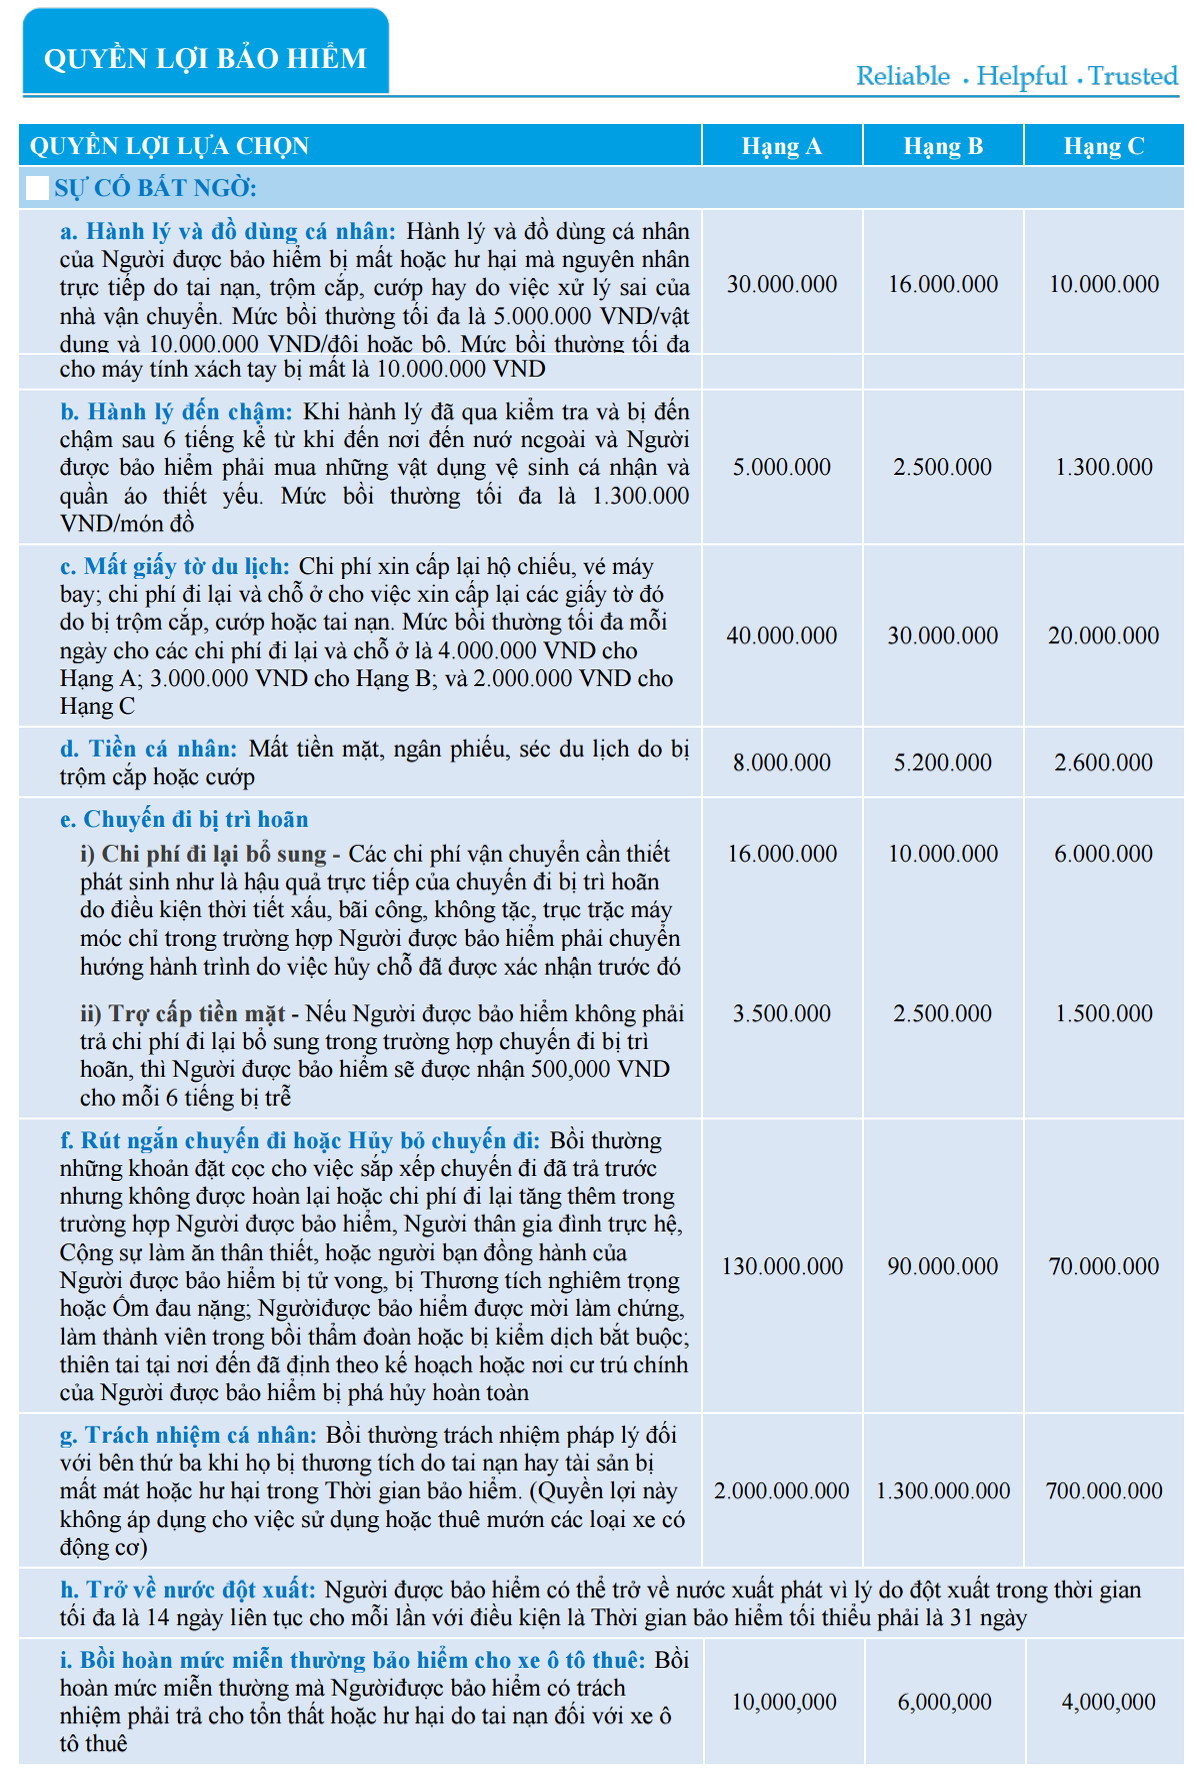 QUYỀN LỢI BẢO HIỂM
Reliable . Helpful . Trusted
QUYỀN LỢI LỰA CHỌN Hạng A Hạng B Hạng C
SỰ CỐ BẤT NGỜ:
a. Hành lý và đồ dùng cá nhân: Hành lý và đồ dùng cá nhân
của Người được bảo hiểm bị mất hoặc hư hại mà nguyên nhân
trực tiếp do tai nạn, trộm cắp, cướp hay do việc xử lý sai của
nhà vận chuyển. Mức bồi thường tối đa là 5.000.000 VND/vật
dụng và 10.000.000 VND/đôi hoặc bộ. Mức bồi thường tối đa
cho máy tính xách tay bị mất là 10.000.000 VND
30.000.000 16.000.000 10.000.000
b. Hành lý đến chậm: Khi hành lý đã qua kiểm tra và bị đến
chậm sau 6 tiếng kể từ khi đến nơi đến nướ ncgoài và Người
được bảo hiểm phải mua những vật dụng vệ sinh cá nhận và
quần áo thiết yếu. Mức bồi thường tối đa là 1.300.000
VND/món đồ
5.000.000 2.500.000 1.300.000
c. Mất giấy tờ du lịch: Chi phí xin cấp lại hộ chiếu, vé máy
bay; chi phí đi lại và chỗ ở cho việc xin cấp lại các giấy tờ đó
do bị trộm cắp, cướp hoặc tai nạn. Mức bồi thường tối đa mỗi
ngày cho các chi phí đi lại và chỗ ở là 4.000.000 VND cho
Hạng A; 3.000.000 VND cho Hạng B; và 2.000.000 VND cho
Hạng C
40.000.000 30.000.000 20.000.000
d. Tiền cá nhân: Mất tiền mặt, ngân phiếu, séc du lịch do bị
trộm cắp hoặc cướp
8.000.000 5.200.000 2.600.000
e. Chuyến đi bị trì hoãn
i) Chi phí đi lại bổ sung - Các chi phí vận chuyển cần thiết
phát sinh như là hậu quả trực tiếp của chuyến đi bị trì hoãn
do điều kiện thời tiết xấu, bãi công, không tặc, trục trặc máy
móc chỉ trong trường hợp Người được bảo hiểm phải chuyển
hướng hành trình do việc hủy chỗ đã được xác nhận trước đó
16.000.000 10.000.000 6.000.000
ii) Trợ cấp tiền mặt - Nếu Người được bảo hiểm không phải
trả chi phí đi lại bổ sung trong trường hợp chuyến đi bị trì
hoãn, thì Người được bảo hiểm sẽ được nhận 500,000 VND
cho mỗi 6 tiếng bị trễ
3.500.000 2.500.000 1.500.000
f. Rút ngắn chuyến đi hoặc Hủy bỏ chuyến đi: Bồi thường
những khoản đặt cọc cho việc sắp xếp chuyến đi đã trả trước
nhưng không được hoàn lại hoặc chi phí đi lại tăng thêm trong
trường hợp Người được bảo hiểm, Người thân gia đình trực hệ,
Cộng sự làm ăn thân thiết, hoặc người bạn đồng hành của
Người được bảo hiểm bị tử vong, bị Thương tích nghiêm trọng
hoặc Ốm đau nặng; Ngườiđược bảo hiểm được mời làm chứng,
làm thành viên trong bồi thẩm đoàn hoặc bị kiểm dịch bắt buộc;
thiên tai tại nơi đến đã định theo kế hoạch hoặc nơi cư trú chính
của Người được bảo hiểm bị phá hủy hoàn toàn
130.000.000 90.000.000 70.000.000
g. Trách nhiệm cá nhân: Bồi thường trách nhiệm pháp lý đối
với bên thứ ba khi họ bị thương tích do tai nạn hay tài sản bị
mất mát hoặc hư hại trong Thời gian bảo hiểm. (Quyền lợi này
không áp dụng cho việc sử dụng hoặc thuê mướn các loại xe có
động cơ)
2.000.000.000 1.300.000.000 700.000.000
h. Trở về nước đột xuất: Người được bảo hiểm có thể trở về nước xuất phát vì lý do đột xuất trong thời gian
tối đa là 14 ngày liên tục cho mỗi lần với điều kiện là Thời gian bảo hiểm tối thiểu phải là 31 ngày
i. Bồi hoàn mức miễn thường bảo hiểm cho xe ô tô thuê: Bồi
hoàn mức miễn thường mà Ngườiđược bảo hiểm có trách
nhiệm phải trả cho tổn thất hoặc hư hại do tai nạn đối với xe ô
tô thuê
10,000,000 6,000,000 4,000,000